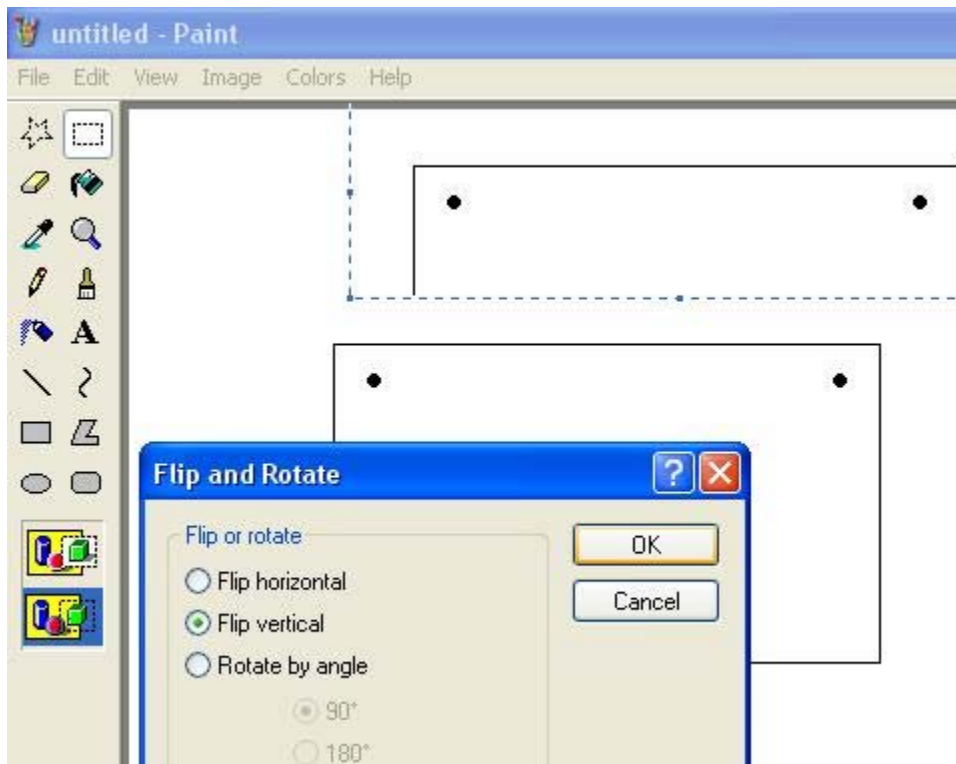 untitled - Paint
File Edit View Image Colors Help
A
Flip and Rotate
Flip or rotate
Flip horizontal
Flip vertical
Rotate by angle
90°
180°
OK
Cancel